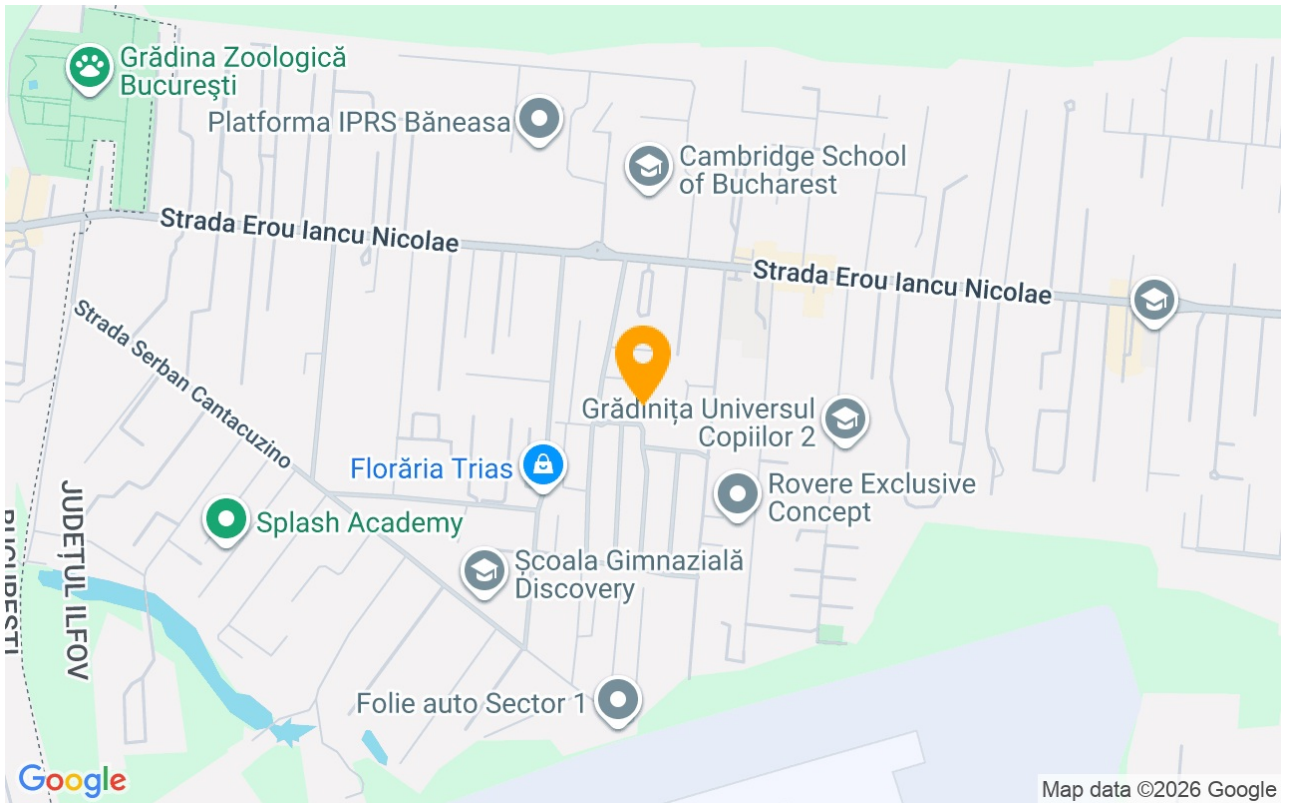 Grădina Zoologică
Bucureşti
Platforma IPRS Băneasa
Cambridge School
of Bucharest
Strada Erou Iancu Nicolae
Strada Erou Iancu Nicolae
Strada Serban Cantacuzino
Grădinița Universul
Copiilor 2
Florăria Trias
Rovere Exclusive
Concept
Splash Academy
JUDEȚUL ILFOV
BUCUREȘTI
Școala Gimnazială
Discovery
Folie auto Sector 1
Google
Map data ©2026 Google